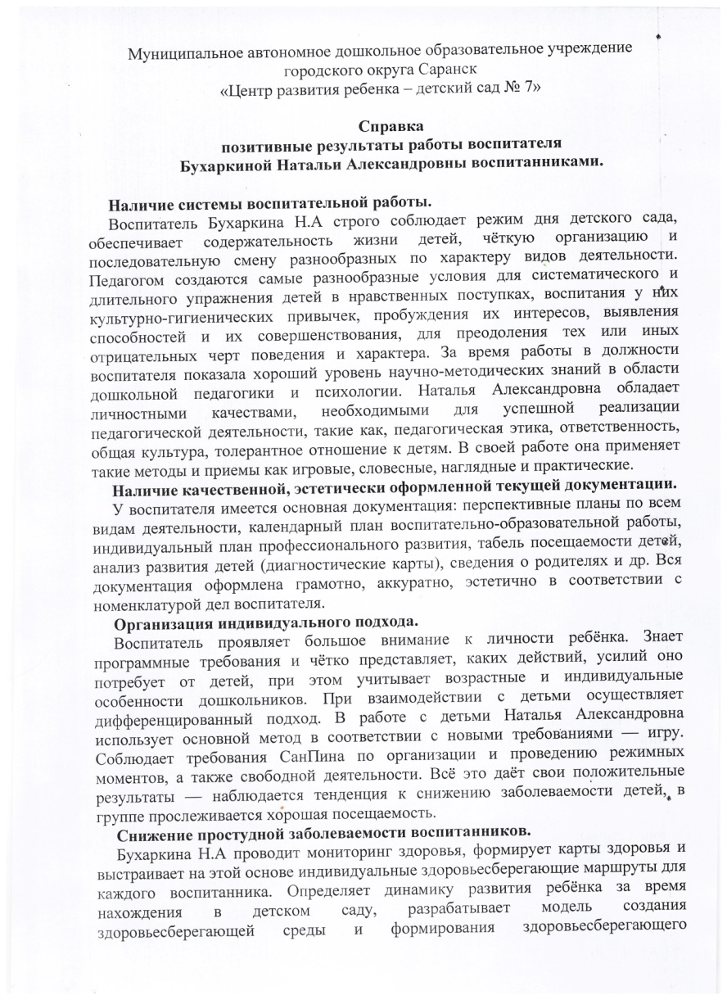 Муниципальное автономное дошкольное образовательное учреждение
городского округа Саранск
«Центр развития ребенка – детский сад № 7»
Справка
позитивные результаты работы воспитателя
Бухаркиной Натальи Александровны воспитанниками.
Наличие системы воспитательной работы.
Воспитатель Бухаркина Н.А строго соблюдает режим дня детского сада,
обеспечивает содержательность жизни детей, чёткую организацию и
последовательную смену разнообразных по характеру видов деятельности.
Педагогом создаются самые разнообразные условия для систематического и
длительного упражнения детей в нравственных поступках, воспитания у них
культурно-гигиенических привычек, пробуждения их интересов, выявления
способностей и их совершенствования, для преодоления тех или иных
отрицательных черт поведения и характера. За время работы в должности
воспитателя показала хороший уровень научно-методических знаний в области
дошкольной педагогики и психологии. Наталья Александровна обладает
личностными качествами, необходимыми для успешной реализации
педагогической деятельности, такие как, педагогическая этика, ответственность,
общая культура, толерантное отношение к детям. В своей работе она применяет
такие методы и приемы как игровые, словесные, наглядные и практические.
Наличие качественной, эстетически оформленной текущей документации.
У воспитателя имеется основная документация: перспективные планы по всем
видам деятельности, календарный план воспитательно-образовательной работы,
индивидуальный план профессионального развития, табель посещаемости детей,
анализ развития детей (диагностические карты), сведения о родителях и др. Вся
документация оформлена грамотно, аккуратно, эстетично в соответствии с
номенклатурой дел воспитателя.
Организация индивидуального подхода.
Воспитатель проявляет большое внимание к личности ребёнка. Знает
программные требования и чётко представляет, каких действий, усилий оно
потребует от детей, при этом учитывает возрастные и индивидуальные
особенности дошкольников. При взаимодействии с детьми осуществляет
дифференцированный подход. В работе с детьми Наталья Александровна
использует основной метод в соответствии с новыми требованиями — игру.
Соблюдает требования СанПина по организации и проведению режимных
моментов, а также свободной деятельности. Всё это даёт свои положительные
результаты — наблюдается тенденция к снижению заболеваемости детей, в
группе прослеживается хорошая посещаемость.
Снижение простудной заболеваемости воспитанников.
Бухаркина Н.А проводит мониторинг здоровья, формирует карты здоровья и
выстраивает на этой основе индивидуальные здоровьесберегающие маршруты для
каждого воспитанника. Определяет динамику развития ребёнка за время
нахождения в детском саду, разрабатывает модель создания
здоровьесберегающей среды и формирования здоровьесберегающего